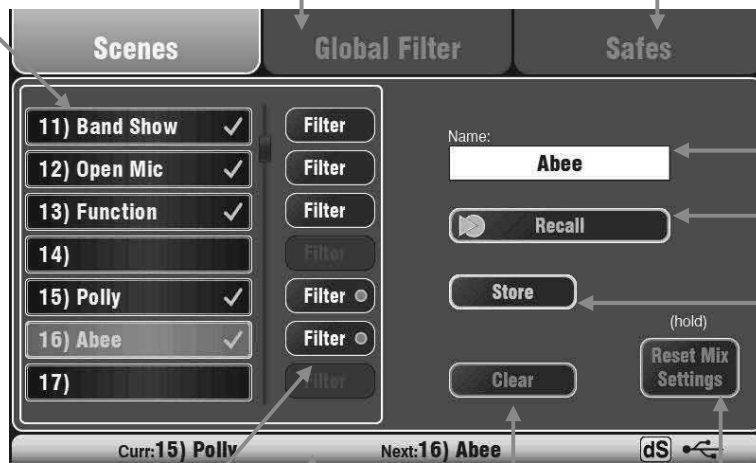 Scenes
Global Filter
Safes
11) Band Show
Filter
12) Open Mic
Filter
13) Function
Filter
14)
Filter
15) Polly
Filter
16) Abee
Filter
17)
Filter
Name:
Abee
Recall
Store
(hold)
Clear
Reset Mix
Settings
Curr:15) Polly
Next:16) Abee
dS